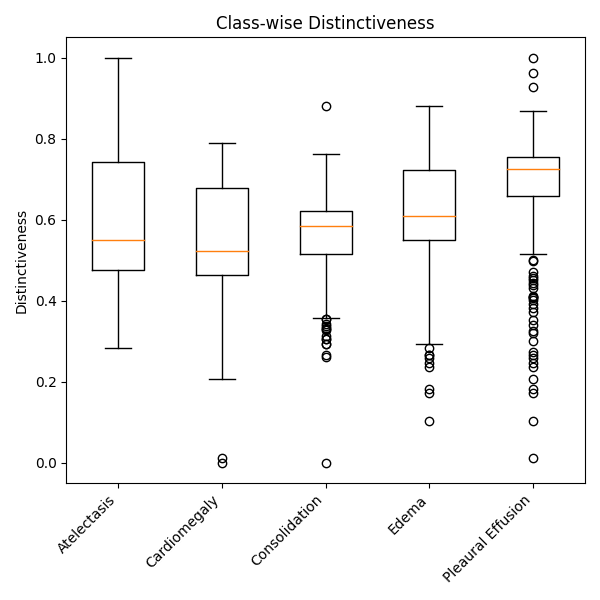 Class-wise Distinctiveness
Distinctiveness
1.0
0.8
0.6
0.4
0.2
0.0
Atelectasis
Cardiomegaly
Consolidation
Edema
Pleaural Effusion